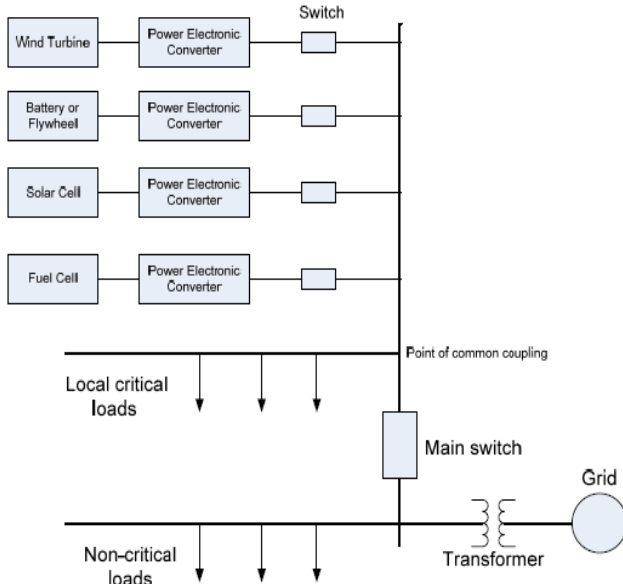 Switch
Wind Turbine
Power Electronic
Converter
Battery or
Flywheel
Power Electronic
Converter
Solar Cell
Power Electronic
Converter
Fuel Cell
Power Electronic
Converter
Point of common coupling
Local critical
loads
Main switch
Grid
Transformer
Non-critical
loads